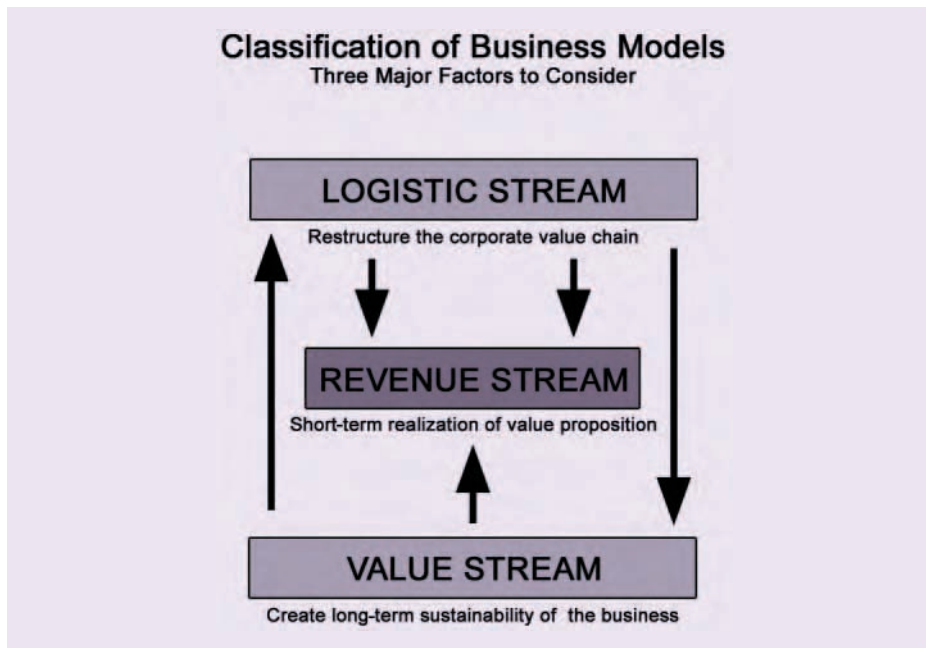 Classification of Business Models
Three Major Factors to Consider
LOGISTIC STREAM
Restructure the corporate value chain
REVENUE STREAM
Short-term realization of value proposition
VALUE STREAM
Create long-term sustainability of the business